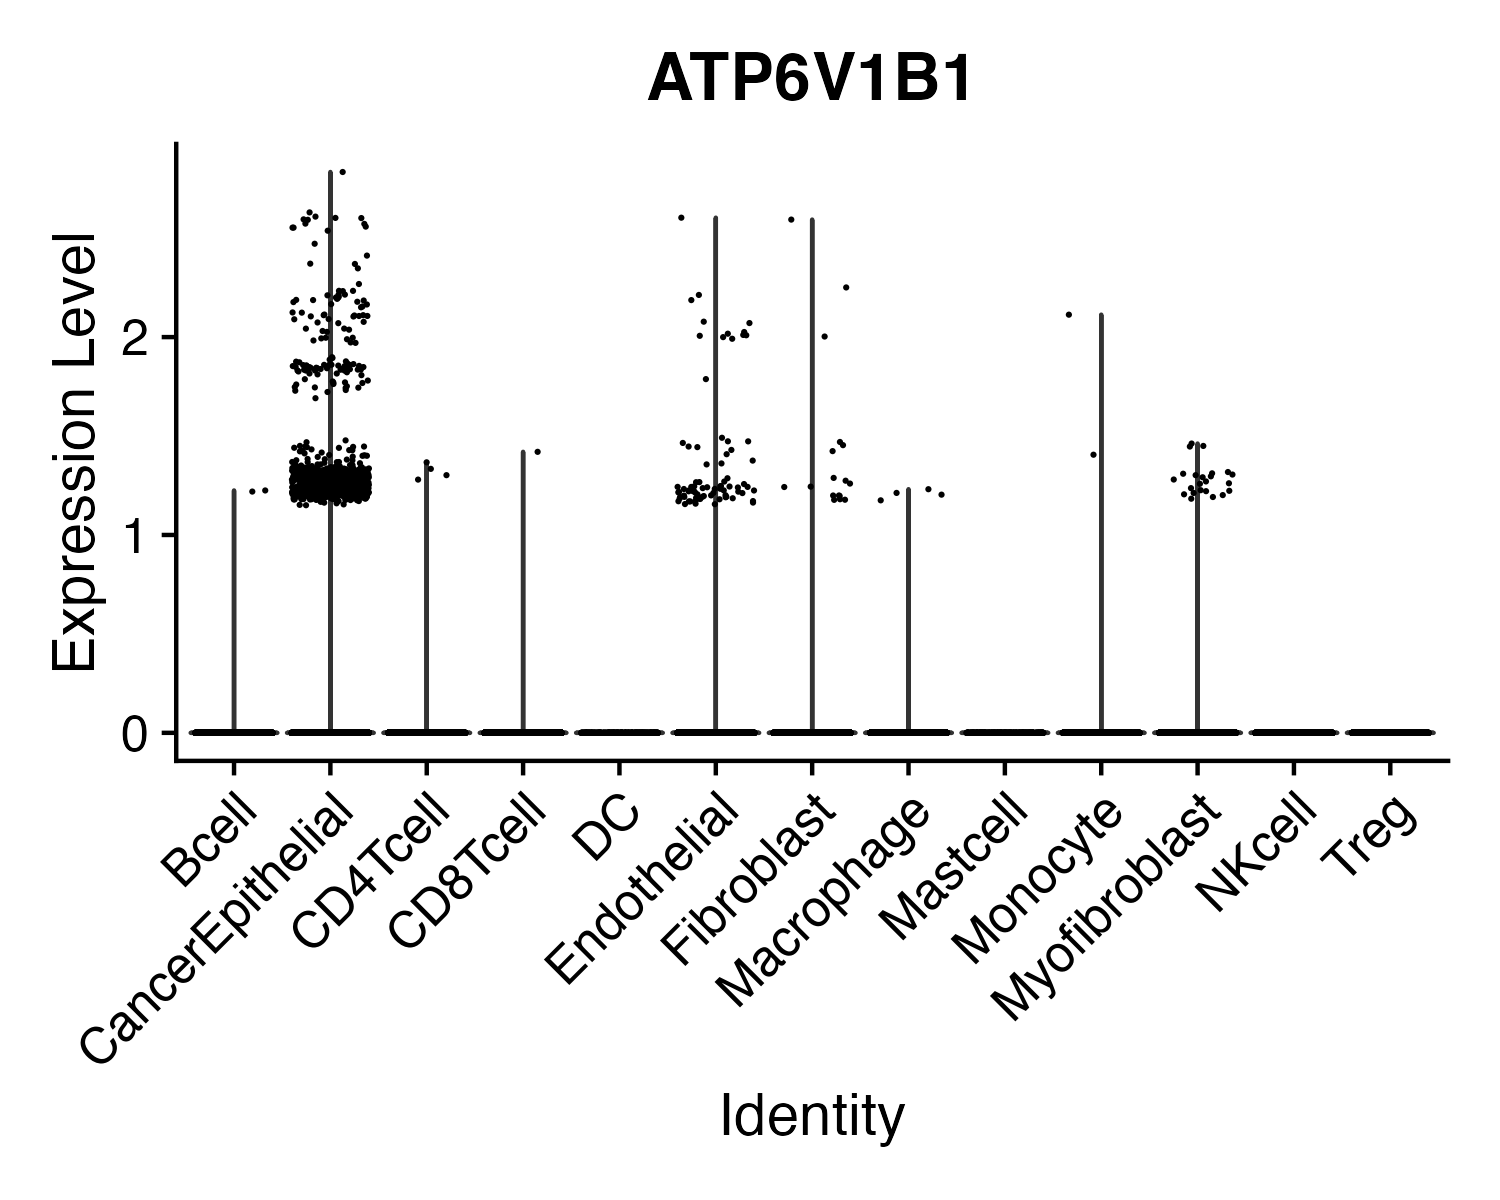 ATP6V1B1
Expression Level
2
1
0
Bcell
CancerEpithelial
CD4Tcell
CD8Tcell
DC
Endothelial
Fibroblast
Macrophage
Mastcell
Monocyte
Myofibroblast
NKcell
Treg
Identity